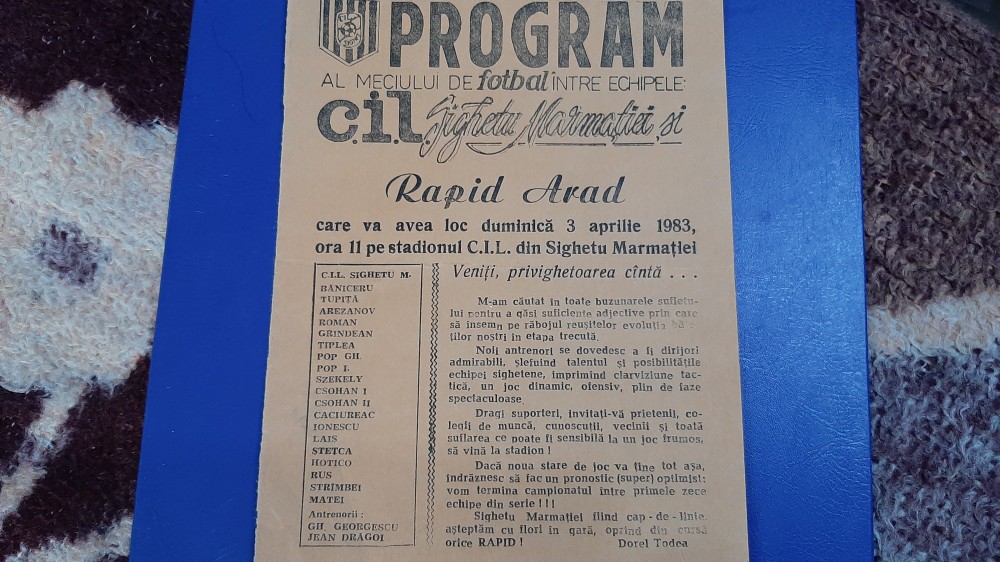 PROGRAM
AL MECIULUI DE fotbal ÎNTRE ECHIPELE:
C.I.L. Sighetu Marmației și
Rapid Arad
care va avea loc duminică 3 aprilie 1983,
ora 11 pe stadionul C.I.L. din Sighetu Marmației
C.I.L. SIGHETU M.
BĂNICERU
TUPIȚĂ
AREZANOV
ROMAN
GRINDEAN
ȚIPLEA
POP GH.
POP I.
SZEKELY
CSOHAN I
CSOHAN II
CACIUREAC
IONESCU
LAIS
ȘTEȚCA
HOTICO
RUS
STRÎMBEI
MATEI
Antrenorii :
GH. GEORGESCU
JEAN DRĂGOI
Veniți, privighetoarea cîntă . . .
M-am căutat în toate buzunarele sufletu-
lui pentru a găsi suficiente adjective prin care
să însemn pe răbojul reușitelor evoluția bă-
ților noștri în etapa trecută.
Noii antrenori se dovedesc a fi dirijori
admirabili, șlefuind talentul și posibilitățile
echipei sighetene, imprimînd clarviziune tac-
tică, un joc dinamic, ofensiv, plin de faze
spectaculoase.
Dragi suporteri, invitați-vă prietenii, co-
legii de muncă, cunoscuții, vecinii și toată
suflarea ce poate fi sensibilă la un joc frumos,
să vină la stadion !
Dacă noua stare de joc va ține tot așa,
îndrăznesc să fac un pronostic (super) optimist:
vom termina campionatul între primele zece
echipe din serie ! ! !
Sighetu Marmației fiind cap - de - linie,
așteptăm cu flori în gară, oprind din cursă
orice RAPID !
Dorel Todea